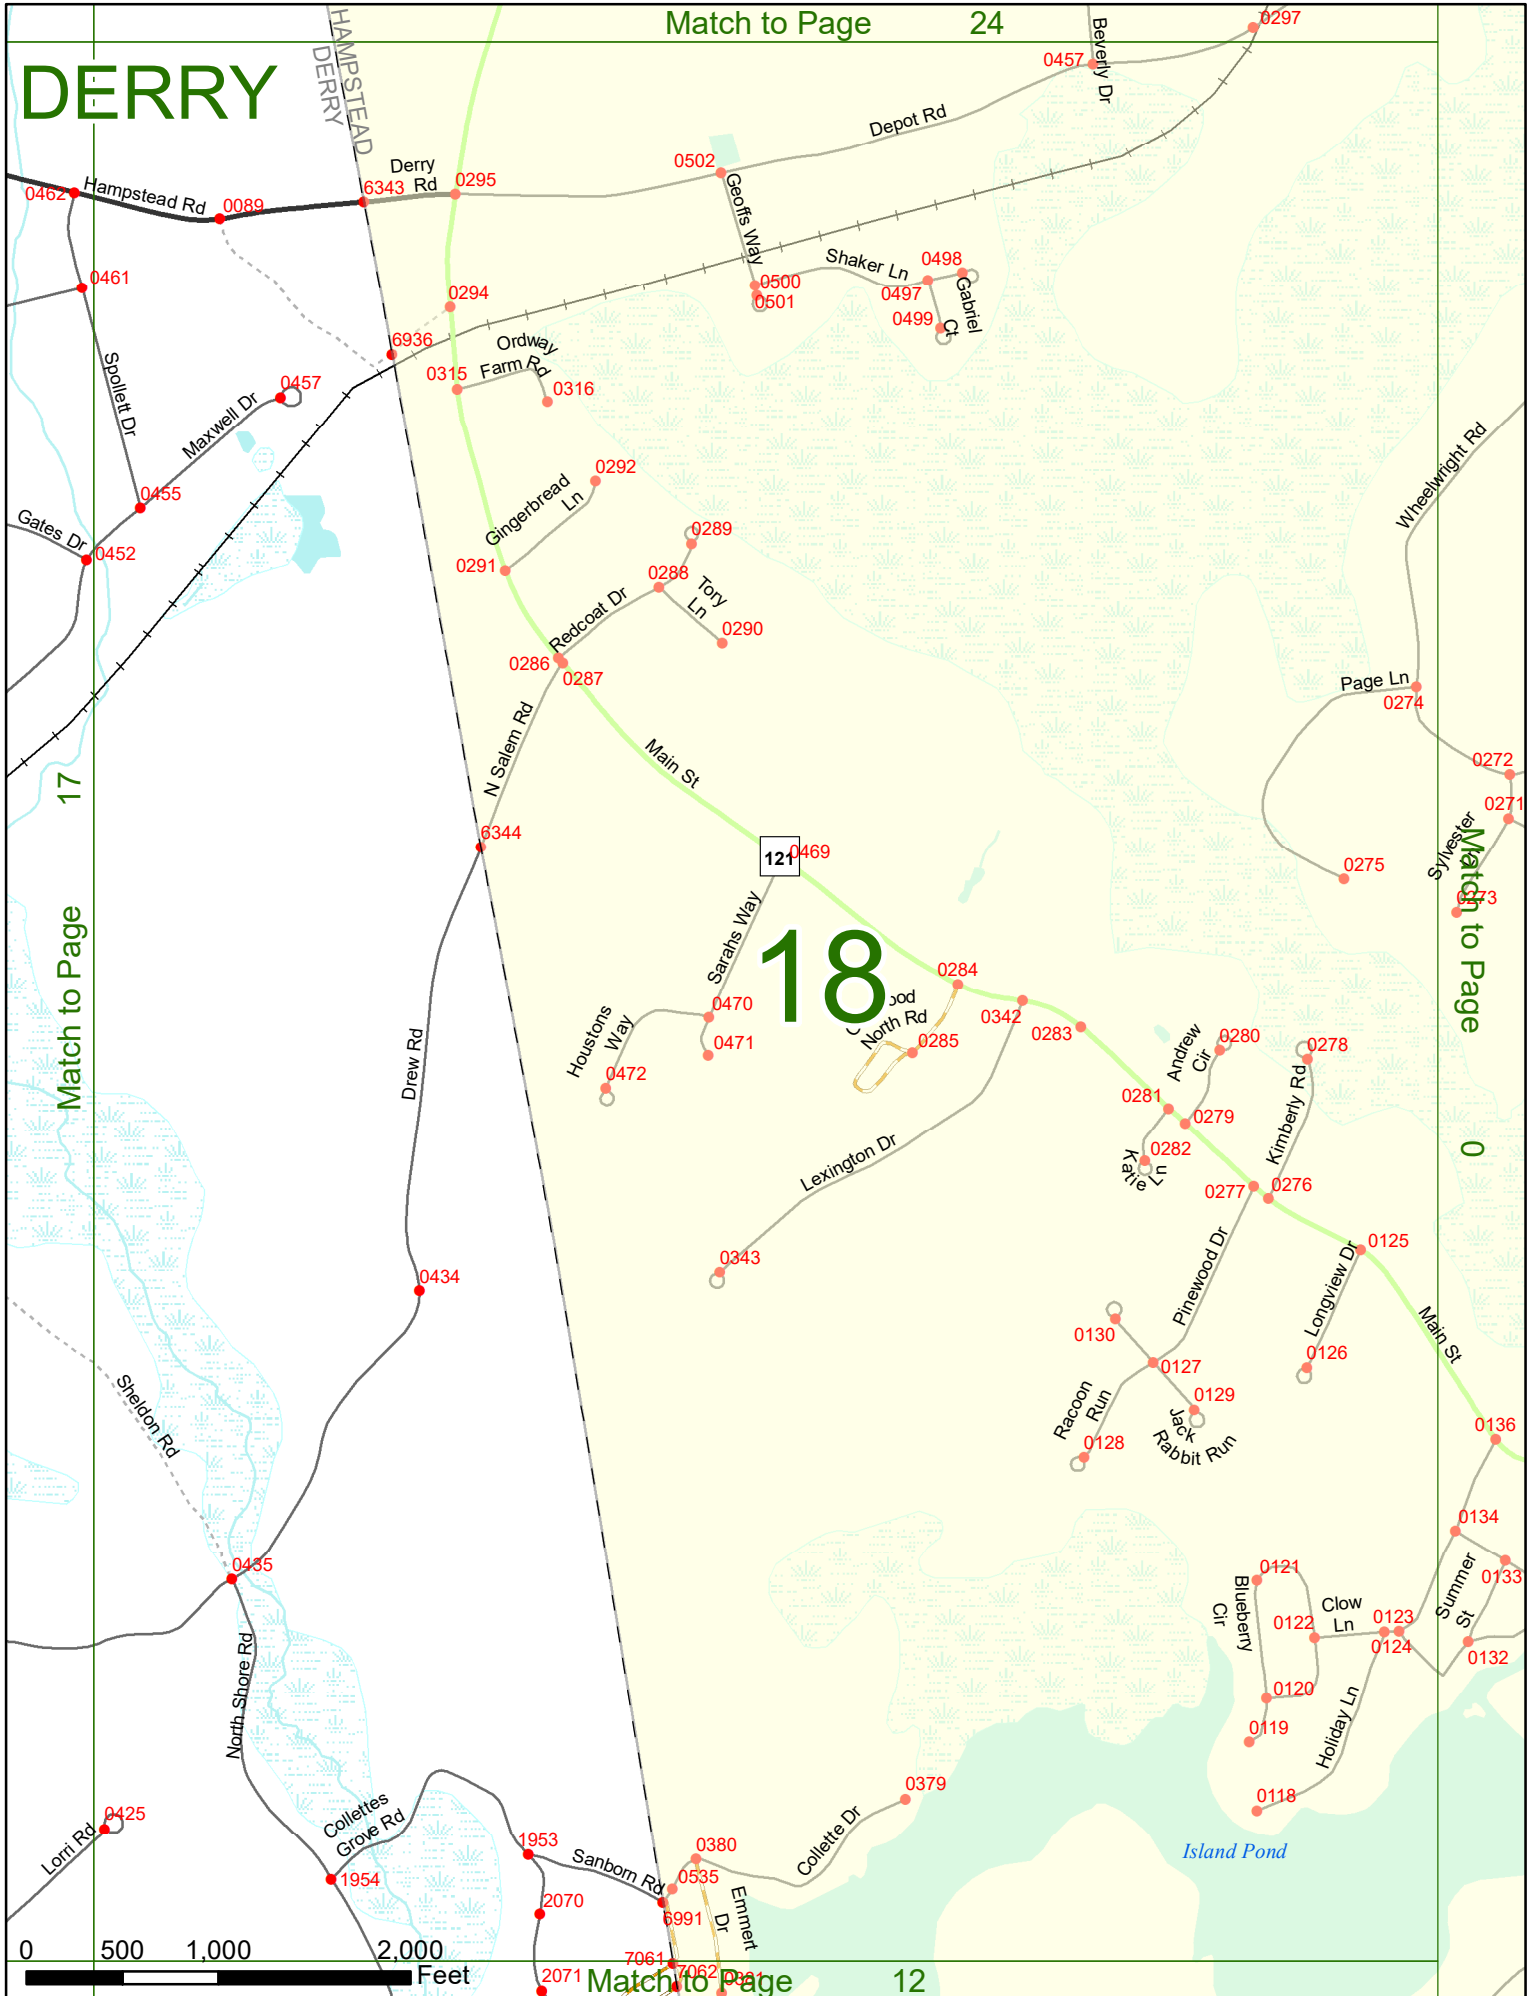 Match to Page 24
0297
Beverly Dr
0457
DERRY
HAMPSTEAD
DERRY
Depot Rd
0502
Derry
Rd
0462
Hampstead Rd
0089
6343
0295
Geoffs Way
0461
0294
0500
0501
Shaker Ln
0498
0497
0499
Gabriel
Ct
6936
Ordway
Farm Rd
0315
0316
Spollett Dr
Maxwell Dr
0457
0455
Gates Dr
0452
Gingerbread
Ln
0292
0291
0289
0288
Tory
Ln
0290
Redcoat Dr
0286
0287
Wheelwright Rd
Page Ln
0274
0272
0271
Sylvester
0273
0275
17
Match to Page
N Salem Rd
Main St
6344
121
0469
Sarahs Way
18
0284
ood
North Rd
0285
0342
0283
0470
0471
Houstons
Way
0472
Match to Page
0
Drew Rd
Andrew
Cir
0280
0278
0281
0279
0282
Katie
Ln
Kimberly Rd
0277
0276
Lexington Dr
0343
0125
Longview Dr
0126
Pinewood Dr
Main St
0434
0130
0127
0129
Jack
Rabbit Run
Racoon
Run
0128
0136
Sheldon Rd
0134
0133
Summer
St
0132
0435
0121
Blueberry
Cir
0122
Clow
Ln
0123
0124
0120
0119
Holiday Ln
0118
North Shore Rd
Collettes
Grove Rd
0425
Lorri Rd
1954
1953
Sanborn Rd
0380
0535
6991
Emmert
Dr
Collette Dr
0379
Island Pond
2070
2071
7061
7062
0381
0 500 1,000 2,000
Feet
Match to Page 12